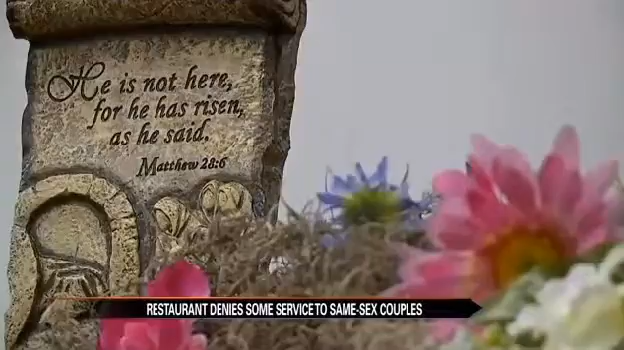 He is not here,
for he has risen,
as he said.
Matthew 28:6
RESTAURANT DENIES SOME SERVICE TO SAME-SEX COUPLES